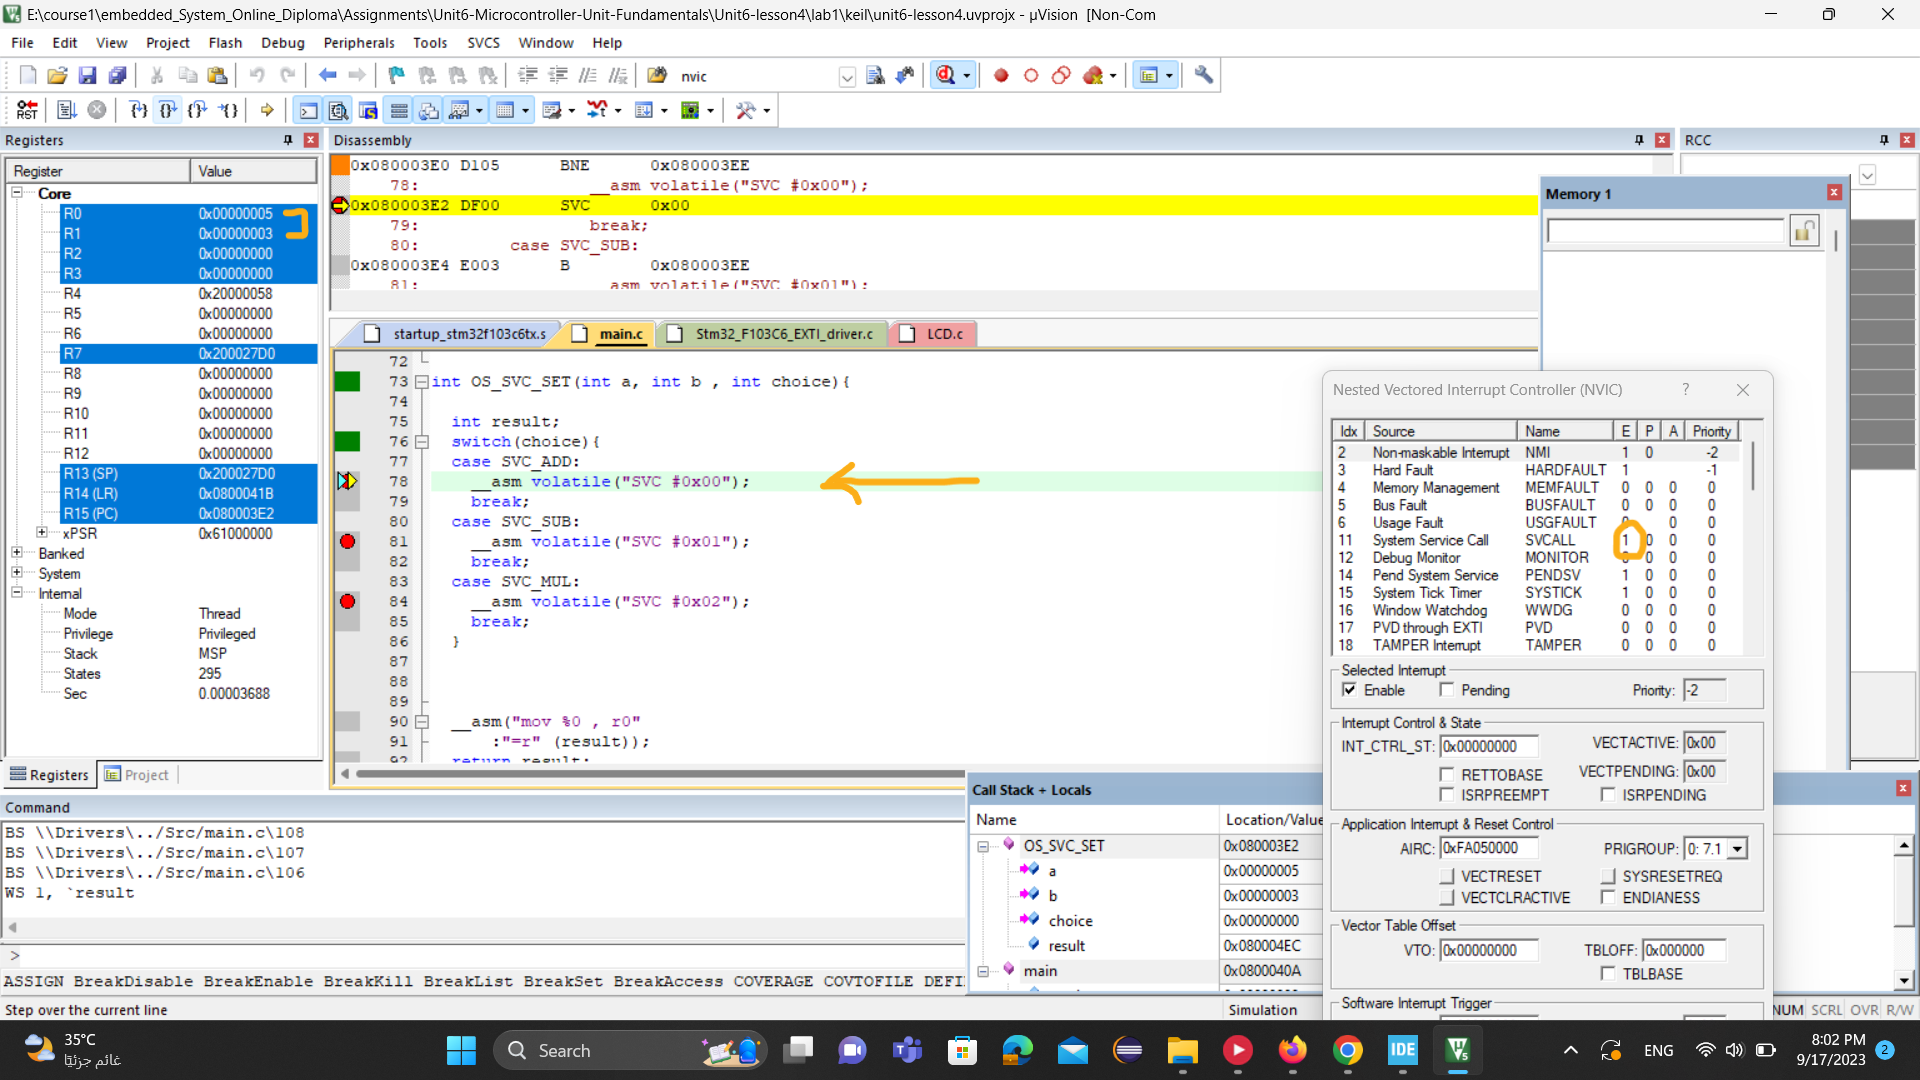 E:\course1\embedded_System_Online_Diploma\Assignments\Unit6-Microcontroller-Unit-Fundamentals\Unit6-lesson4\lab1\keil\unit6-lesson4.uvprojx - µVision [Non-Com
File Edit View Project Flash Debug Peripherals Tools SVCS Window Help
nvic
RST
Registers
Register Value
Core
R0 0x00000005
R1 0x00000003
R2 0x00000000
R3 0x00000000
R4 0x20000058
R5 0x00000000
R6 0x00000000
R7 0x200027D0
R8 0x00000000
R9 0x00000000
R10 0x00000000
R11 0x00000000
R12 0x00000000
R13 (SP) 0x200027D0
R14 (LR) 0x0800041B
R15 (PC) 0x080003E2
xPSR 0x61000000
Banked
System
Internal
Mode Thread
Privilege Privileged
Stack MSP
States 295
Sec 0.00003688
Registers Project
Disassembly
0x080003E0 D105 BNE 0x080003EE
78: __asm volatile("SVC #0x00");
0x080003E2 DF00 SVC 0x00
79: break;
80: case SVC_SUB:
0x080003E4 E003 B 0x080003EE
81: asm volatile("SVC #0x01");
RCC
Memory 1
startup_stm32f103c6tx.s main.c Stm32_F103C6_EXTI_driver.c LCD.c
72
73 int OS_SVC_SET(int a, int b , int choice){
74
75 int result;
76 switch(choice){
77 case SVC_ADD:
78 __asm volatile("SVC #0x00");
79 break;
80 case SVC_SUB:
81 __asm volatile("SVC #0x01");
82 break;
83 case SVC_MUL:
84 __asm volatile("SVC #0x02");
85 break;
86 }
87
88
89
90 __asm("mov %0 , r0"
91 :"=r" (result));
92 return result;
Nested Vectored Interrupt Controller (NVIC) ?
Idx Source Name E P A Priority
2 Non-maskable Interrupt NMI 1 0 -2
3 Hard Fault HARDFAULT 1 -1
4 Memory Management MEMFAULT 0 0 0 0
5 Bus Fault BUSFAULT 0 0 0 0
6 Usage Fault USGFAULT 0 0 0
11 System Service Call SVCALL 1 0 0 0
12 Debug Monitor MONITOR 0 0 0 0
14 Pend System Service PENDSV 1 0 0 0
15 System Tick Timer SYSTICK 1 0 0 0
16 Window Watchdog WWDG 0 0 0 0
17 PVD through EXTI PVD 0 0 0 0
18 TAMPER Interrupt TAMPER 0 0 0 0
Selected Interrupt
Enable Pending Priority: -2
Interrupt Control & State
INT_CTRL_ST: 0x00000000 VECTACTIVE: 0x00
RETTOBASE VECTPENDING: 0x00
ISRPREEMPT ISRPENDING
Application Interrupt & Reset Control
AIRC: 0xFA050000 PRIGROUP: 0: 7.1
VECTRESET SYSRESETREQ
VECTCLRACTIVE ENDIANESS
Vector Table Offset
VTO: 0x00000000 TBLOFF: 0x000000
TBLBASE
Software Interrupt Trigger
Command
BS \\Drivers\../Src/main.c\108
BS \\Drivers\../Src/main.c\107
BS \\Drivers\../Src/main.c\106
WS 1, `result
>
ASSIGN BreakDisable BreakEnable BreakKill BreakList BreakSet BreakAccess COVERAGE COVTOFILE DEFI
Call Stack + Locals
Name Location/Value
OS_SVC_SET 0x080003E2
a 0x00000005
b 0x00000003
choice 0x00000000
result 0x080004EC
main 0x0800040A
Step over the current line Simulation NUM SCRL OVR R/W
35°C
غائم جزئيًا
Search
IDE
ENG
8:02 PM
9/17/2023
2